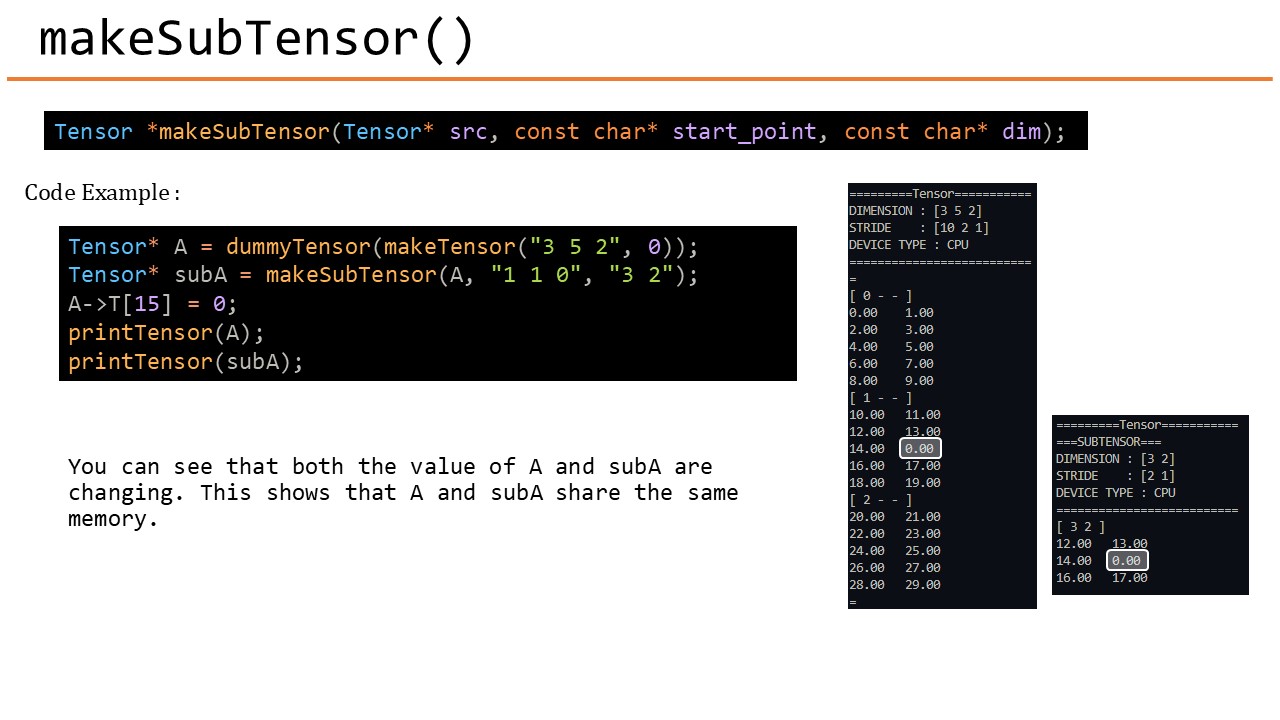 makeSubTensor()
Tensor *makeSubTensor(Tensor* src, const char* start_point, const char* dim);
Code Example:
Tensor* A = dummyTensor(makeTensor("3 5 2", 0));
Tensor* subA = makeSubTensor(A, "1 1 0", "3 2");
A->T[15] = 0;
printTensor(A);
printTensor(subA);
You can see that both the value of A and subA are
changing. This shows that A and subA share the same
memory.
=========Tensor===========
DIMENSION : [3 5 2]
STRIDE    : [10 2 1]
DEVICE TYPE : CPU
==========================
=
[ 0 - - ]
0.00 1.00
2.00 3.00
4.00 5.00
6.00 7.00
8.00 9.00
[ 1 - - ]
10.00 11.00
12.00 13.00
14.00 0.00
16.00 17.00
18.00 19.00
[ 2 - - ]
20.00 21.00
22.00 23.00
24.00 25.00
26.00 27.00
28.00 29.00
=
=========Tensor===========
===SUBTENSOR===
DIMENSION : [3 2]
STRIDE    : [2 1]
DEVICE TYPE : CPU
==========================
[ 3 2 ]
12.00 13.00
14.00 0.00
16.00 17.00